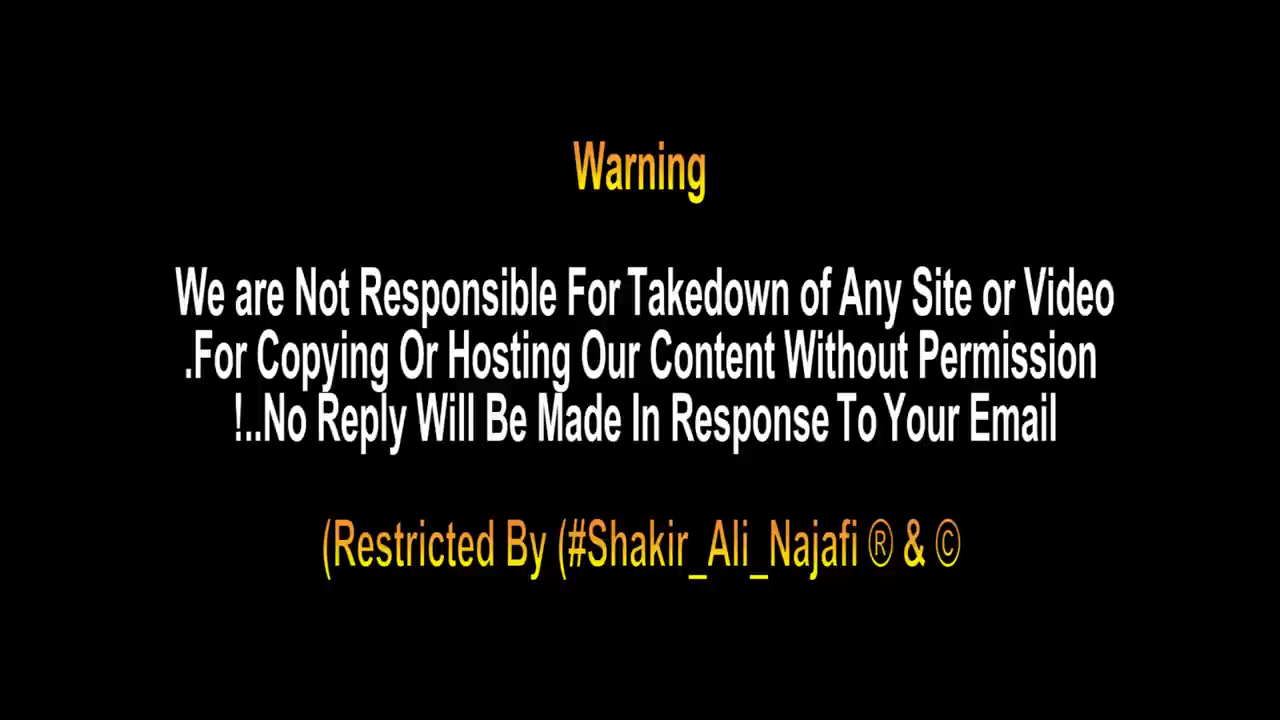 Warning
We are Not Responsible For Takedown of Any Site or Video
.For Copying Or Hosting Our Content Without Permission
!..No Reply Will Be Made In Response To Your Email
(Restricted By (#Shakir_Ali_Najafi ® & ©